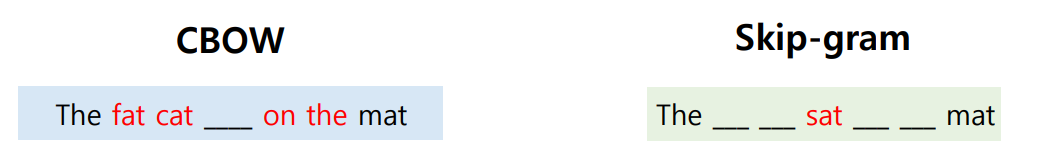 CBOW
The fat cat ____ on the mat
Skip-gram
The ___ ___ sat ___ ___ mat